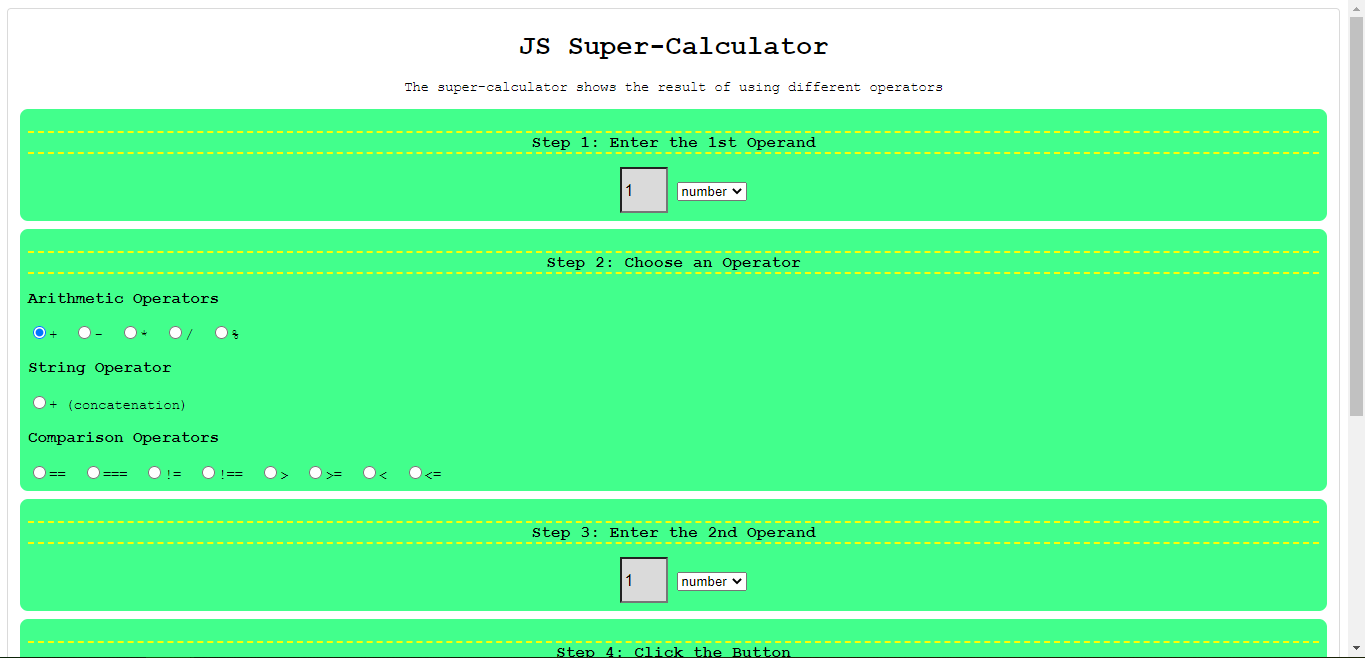 JS Super-Calculator
The super-calculator shows the result of using different operators
Step 1: Enter the 1st Operand
1 number
Step 2: Choose an Operator
Arithmetic Operators
+ - * / %
String Operator
+ (concatenation)
Comparison Operators
== === != !== > >= < <=
Step 3: Enter the 2nd Operand
1 number
Step 4: Click the Button